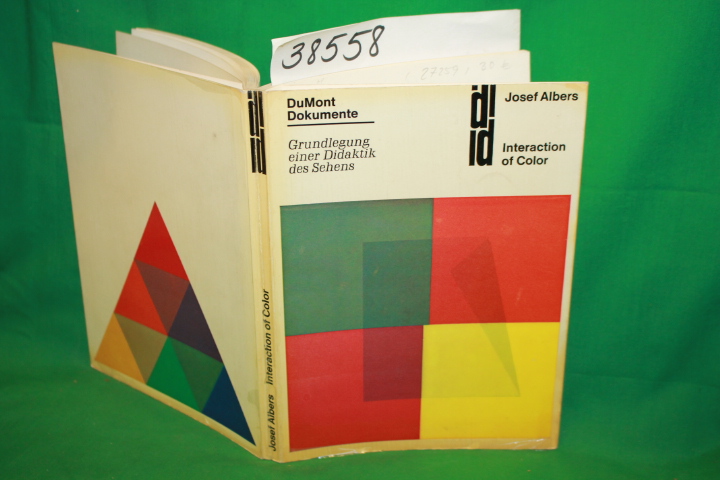 38558
DuMont
Dokumente
Grundlegung
einer Didaktik
des Sehens
Josef Albers
Interaction
of Color
Josef Albers Interaction of Color